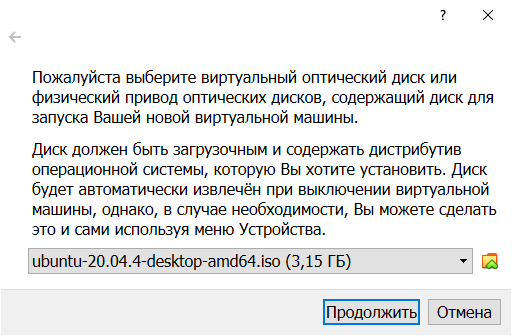 ?
Пожалуйста выберите виртуальный оптический диск или
физический привод оптических дисков, содержащий диск для
запуска Вашей новой виртуальной машины.
Диск должен быть загрузочным и содержать дистрибутив
операционной системы, которую Вы хотите установить. Диск
будет автоматически извлечён при выключении виртуальной
машины, однако, в случае необходимости, Вы можете сделать
это и сами используя меню Устройства.
ubuntu-20.04.4-desktop-amd64.iso (3,15 ГБ)
Продолжить Отмена